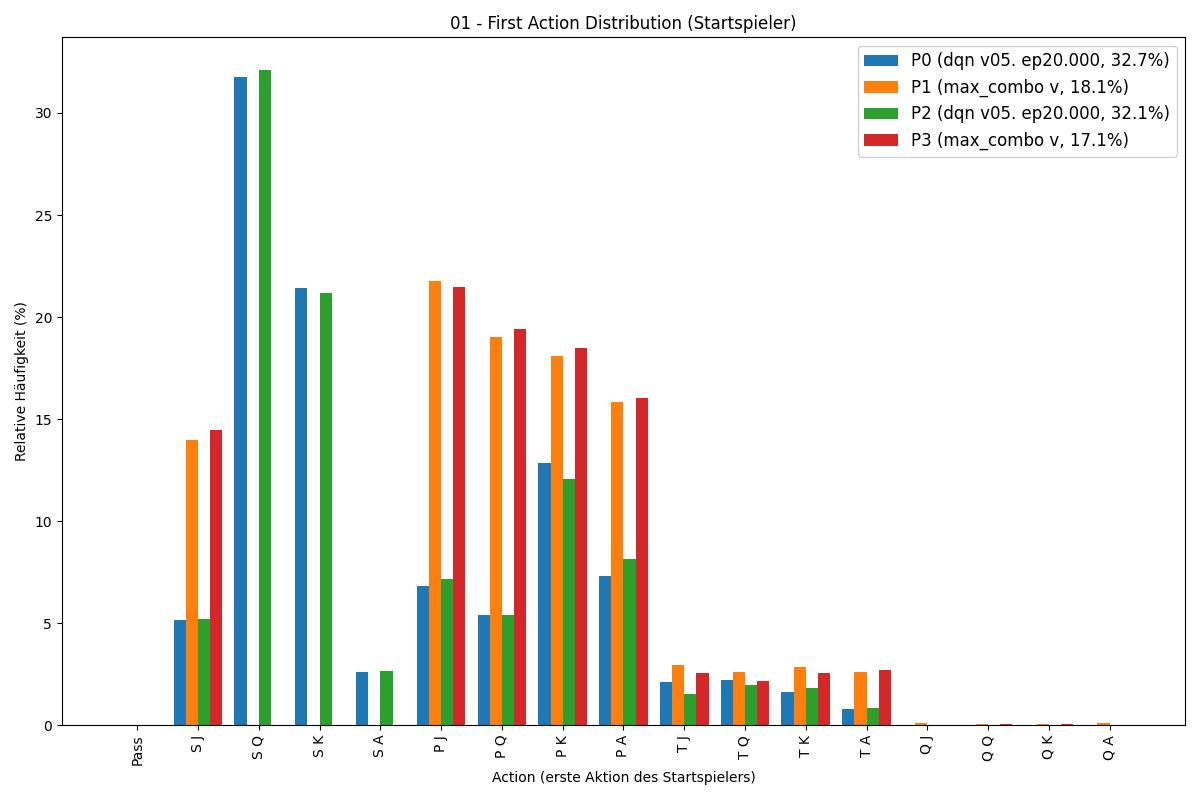 01 - First Action Distribution (Startspieler)
P0 (dqn v05. ep20.000, 32.7%)
P1 (max_combo v, 18.1%)
P2 (dqn v05. ep20.000, 32.1%)
P3 (max_combo v, 17.1%)
Relative Häufigkeit (%)
30
25
20
15
10
5
0
Pass
S J
S Q
S K
S A
P J
P Q
P K
P A
T J
T Q
T K
T A
Q J
Q Q
Q K
Q A
Action (erste Aktion des Startspielers)